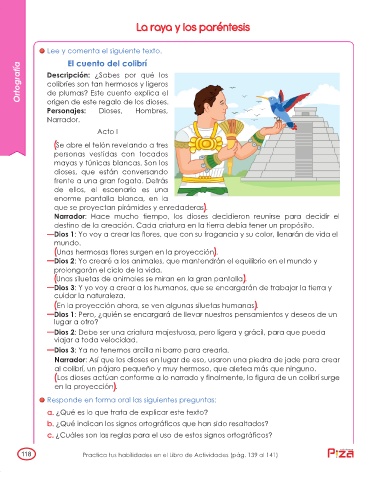 La raya y los paréntesis
Ortografía
Lee y comenta el siguiente texto.
El cuento del colibrí
Descripción: ¿Sabes por qué los
colibríes son tan hermosos y ligeros
de plumas? Este cuento explica el
origen de este regalo de los dioses.
Personajes: Dioses, Hombres,
Narrador.
Acto I
(Se abre el telón revelando a tres
personas vestidas con tocados
mayas y túnicas blancas. Son los
dioses, que están conversando
frente a una gran fogata. Detrás
de ellos, el escenario es una
enorme pantalla blanca, en la
que se proyectan pirámides y enredaderas).
Narrador: Hace mucho tiempo, los dioses decidieron reunirse para decidir el
destino de la creación. Cada criatura en la tierra debía tener un propósito.
—Dios 1: Yo voy a crear las flores, que con su fragancia y su color, llenarán de vida el
mundo.
(Unas hermosas flores surgen en la proyección).
—Dios 2: Yo crearé a los animales, que mantendrán el equilibrio en el mundo y
prolongarán el ciclo de la vida.
(Unas siluetas de animales se miran en la gran pantalla).
—Dios 3: Y yo voy a crear a los humanos, que se encargarán de trabajar la tierra y
cuidar la naturaleza.
(En la proyección ahora, se ven algunas siluetas humanas).
—Dios 1: Pero, ¿quién se encargará de llevar nuestros pensamientos y deseos de un
lugar a otro?
—Dios 2: Debe ser una criatura majestuosa, pero ligera y grácil, para que pueda
viajar a toda velocidad.
—Dios 3: Ya no tenemos arcilla ni barro para crearla.
Narrador: Así que los dioses en lugar de eso, usaron una piedra de jade para crear
al colibrí, un pájaro pequeño y muy hermoso, que aletea más que ninguno.
(Los dioses actúan conforme a lo narrado y finalmente, la figura de un colibrí surge
en la proyección).
Responde en forma oral las siguientes preguntas:
a. ¿Qué es lo que trata de explicar este texto?
b. ¿Qué indican los signos ortográficos que han sido resaltados?
c. ¿Cuáles son las reglas para el uso de estos signos ortográficos?
118
Practica tus habilidades en el Libro de Actividades (pág. 139 al 141)